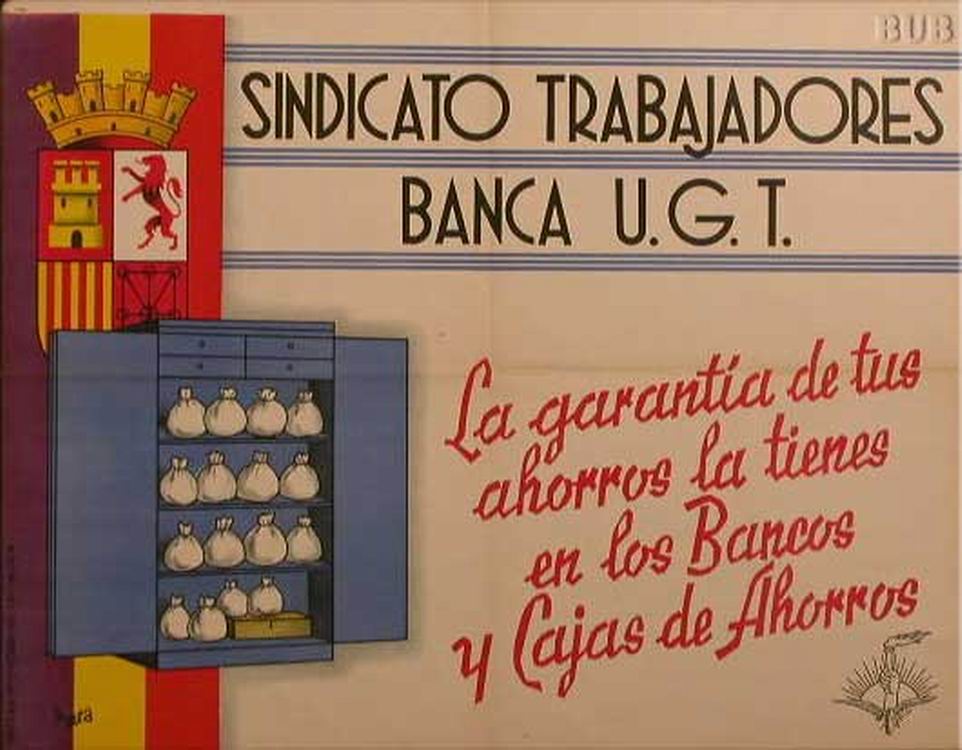 BUB
SINDICATO TRABAJADORES
BANCA U.G.T.
La garantía de tus
ahorros la tienes
en los Bancos
y Cajas de Ahorros